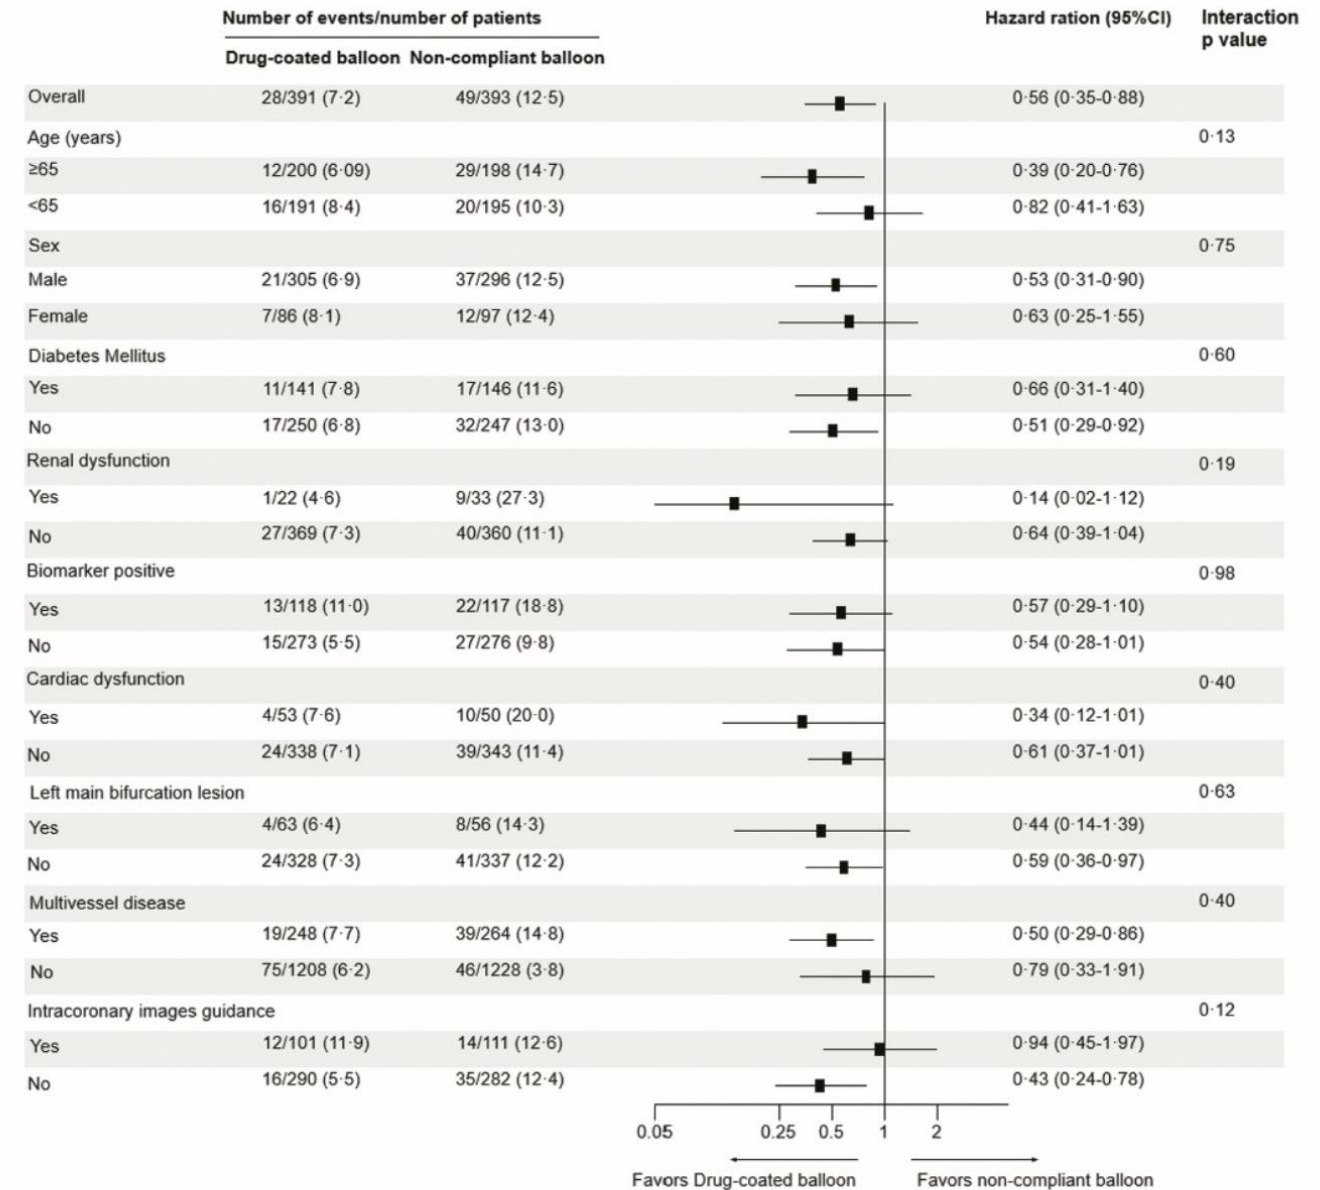 Number of events/number of patients Hazard ration (95%CI) Interaction
p value
Drug-coated balloon Non-compliant balloon
Overall 28/391 (7·2) 49/393 (12·5) 0·56 (0·35-0·88)
Age (years) 0·13
≥65 12/200 (6·09) 29/198 (14·7) 0·39 (0·20-0·76)
<65 16/191 (8·4) 20/195 (10·3) 0·82 (0·41-1·63)
Sex 0·75
Male 21/305 (6·9) 37/296 (12·5) 0·53 (0·31-0·90)
Female 7/86 (8·1) 12/97 (12·4) 0·63 (0·25-1·55)
Diabetes Mellitus 0·60
Yes 11/141 (7·8) 17/146 (11·6) 0·66 (0·31-1·40)
No 17/250 (6·8) 32/247 (13·0) 0·51 (0·29-0·92)
Renal dysfunction 0·19
Yes 1/22 (4·6) 9/33 (27·3) 0·14 (0·02-1·12)
No 27/369 (7·3) 40/360 (11·1) 0·64 (0·39-1·04)
Biomarker positive 0·98
Yes 13/118 (11·0) 22/117 (18·8) 0·57 (0·29-1·10)
No 15/273 (5·5) 27/276 (9·8) 0·54 (0·28-1·01)
Cardiac dysfunction 0·40
Yes 4/53 (7·6) 10/50 (20·0) 0·34 (0·12-1·01)
No 24/338 (7·1) 39/343 (11·4) 0·61 (0·37-1·01)
Left main bifurcation lesion 0·63
Yes 4/63 (6·4) 8/56 (14·3) 0·44 (0·14-1·39)
No 24/328 (7·3) 41/337 (12·2) 0·59 (0·36-0·97)
Multivessel disease 0·40
Yes 19/248 (7·7) 39/264 (14·8) 0·50 (0·29-0·86)
No 75/1208 (6·2) 46/1228 (3·8) 0·79 (0·33-1·91)
Intracoronary images guidance 0·12
Yes 12/101 (11·9) 14/111 (12·6) 0·94 (0·45-1·97)
No 16/290 (5·5) 35/282 (12·4) 0·43 (0·24-0·78)
0.05 0.25 0.5 1 2
Favors Drug-coated balloon Favors non-compliant balloon